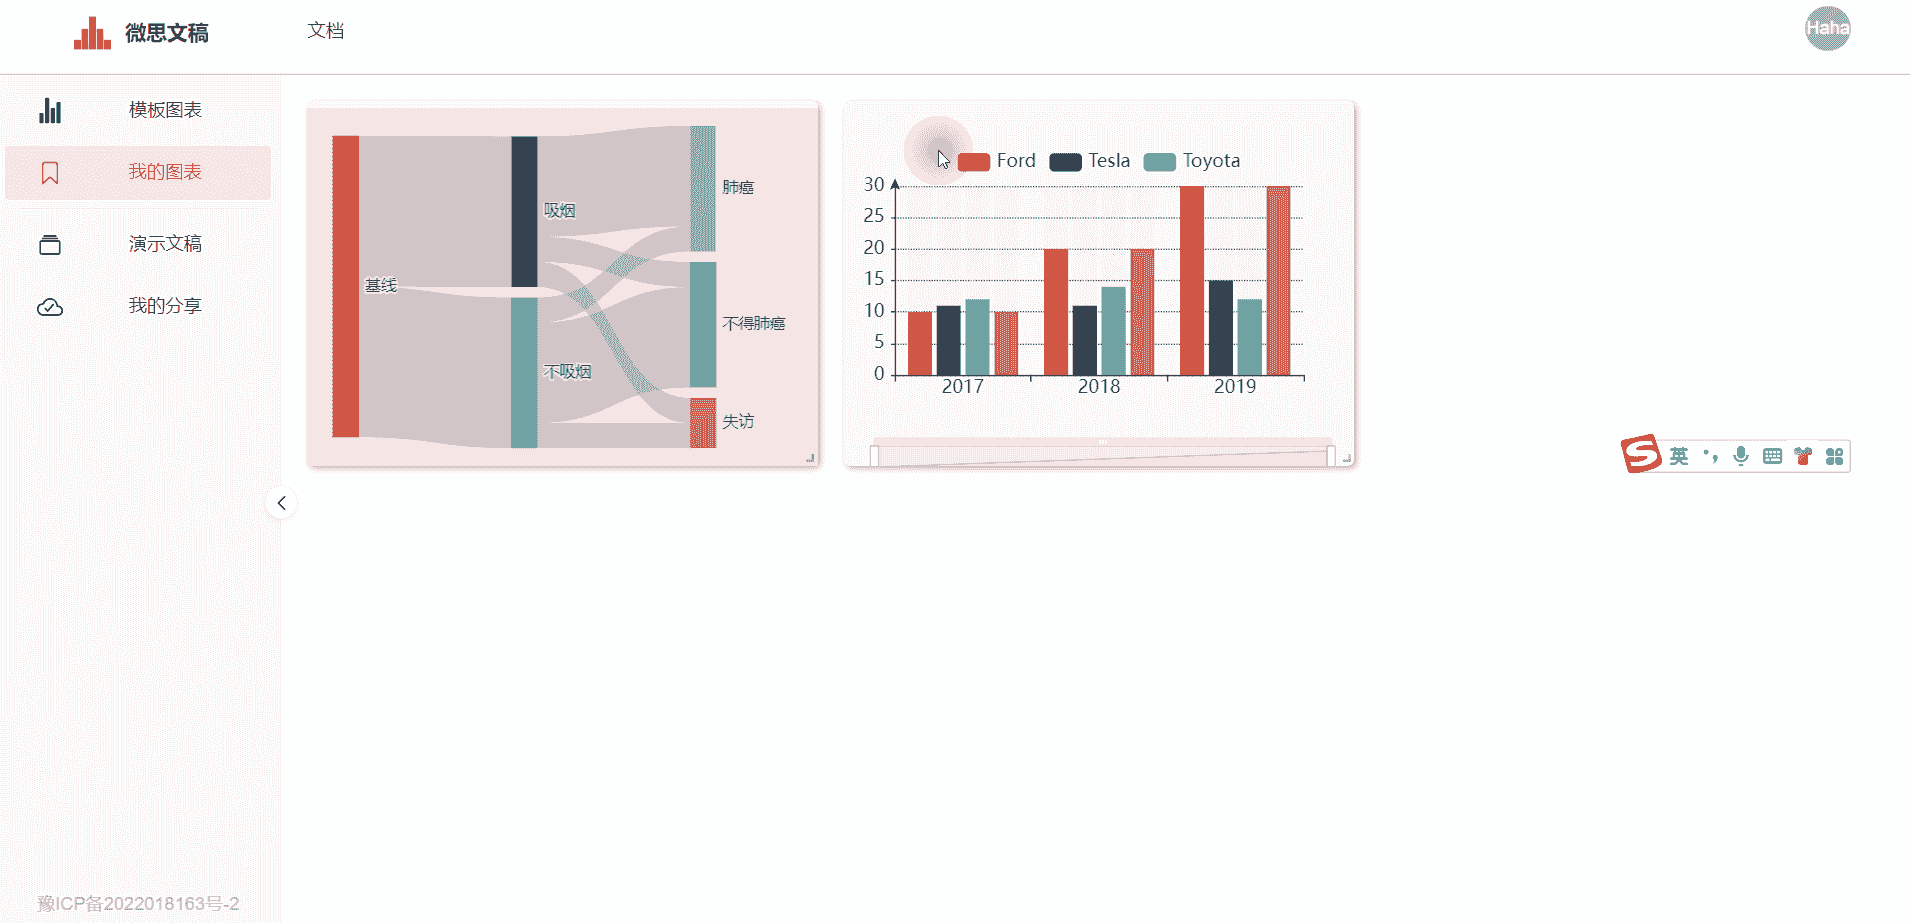 微思文稿
文档
Haha
模板图表
我的图表
演示文稿
我的分享
基线
吸烟
不吸烟
肺癌
不得肺癌
失访
Ford Tesla Toyota
30
25
20
15
10
5
0
2017 2018 2019
S 英
豫ICP备2022018163号-2